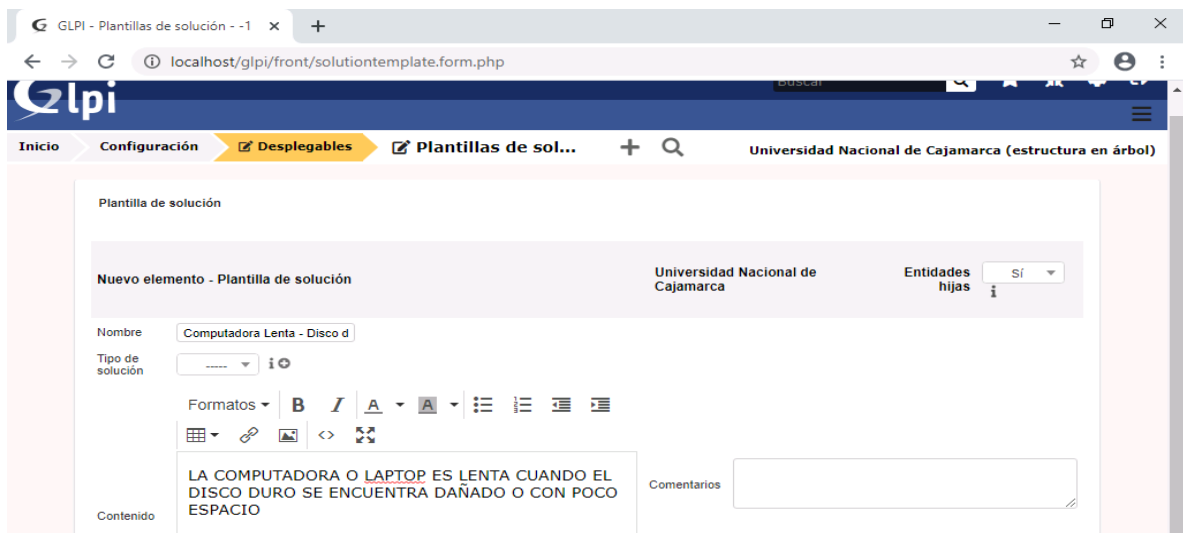 GLPI - Plantillas de solución - -1
localhost/glpi/front/solutiontemplate.form.php
Glpi
Buscar
Inicio Configuración Desplegables Plantillas de sol... Universidad Nacional de Cajamarca (estructura en árbol)
Plantilla de solución
Nuevo elemento - Plantilla de solución
Universidad Nacional de
Cajamarca
Entidades
hijas
Sí
Nombre Computadora Lenta - Disco d
Tipo de
solución
-----
Formatos B I A A
Contenido
LA COMPUTADORA O LAPTOP ES LENTA CUANDO EL
DISCO DURO SE ENCUENTRA DAÑADO O CON POCO
ESPACIO
Comentarios